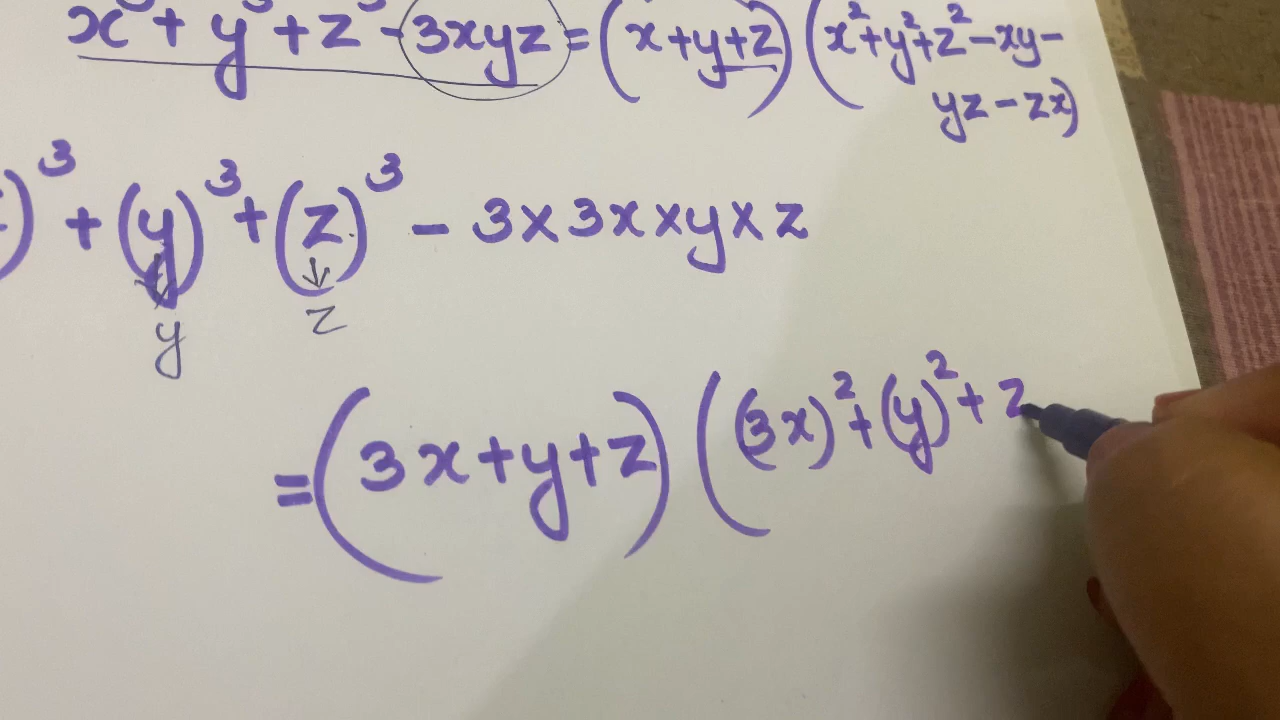 x³ + y³ + z³ - 3xyz = (x+y+z) (x²+y²+z²-xy-
yz-zx)
)³ + (y)³ + (z)³ - 3×3x×y×z
y z
= (3x+y+z) ((3x)²+(y)²+z